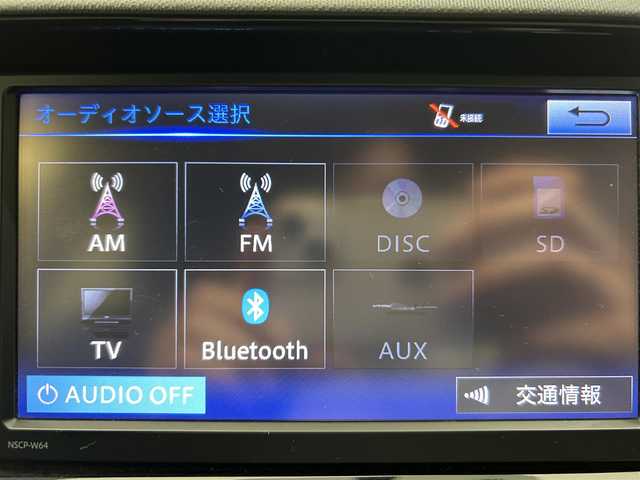 オーディオソース選択
未接続
AM
FM
DISC
SD
TV
Bluetooth
AUX
AUDIO OFF
交通情報
NSCP-W64